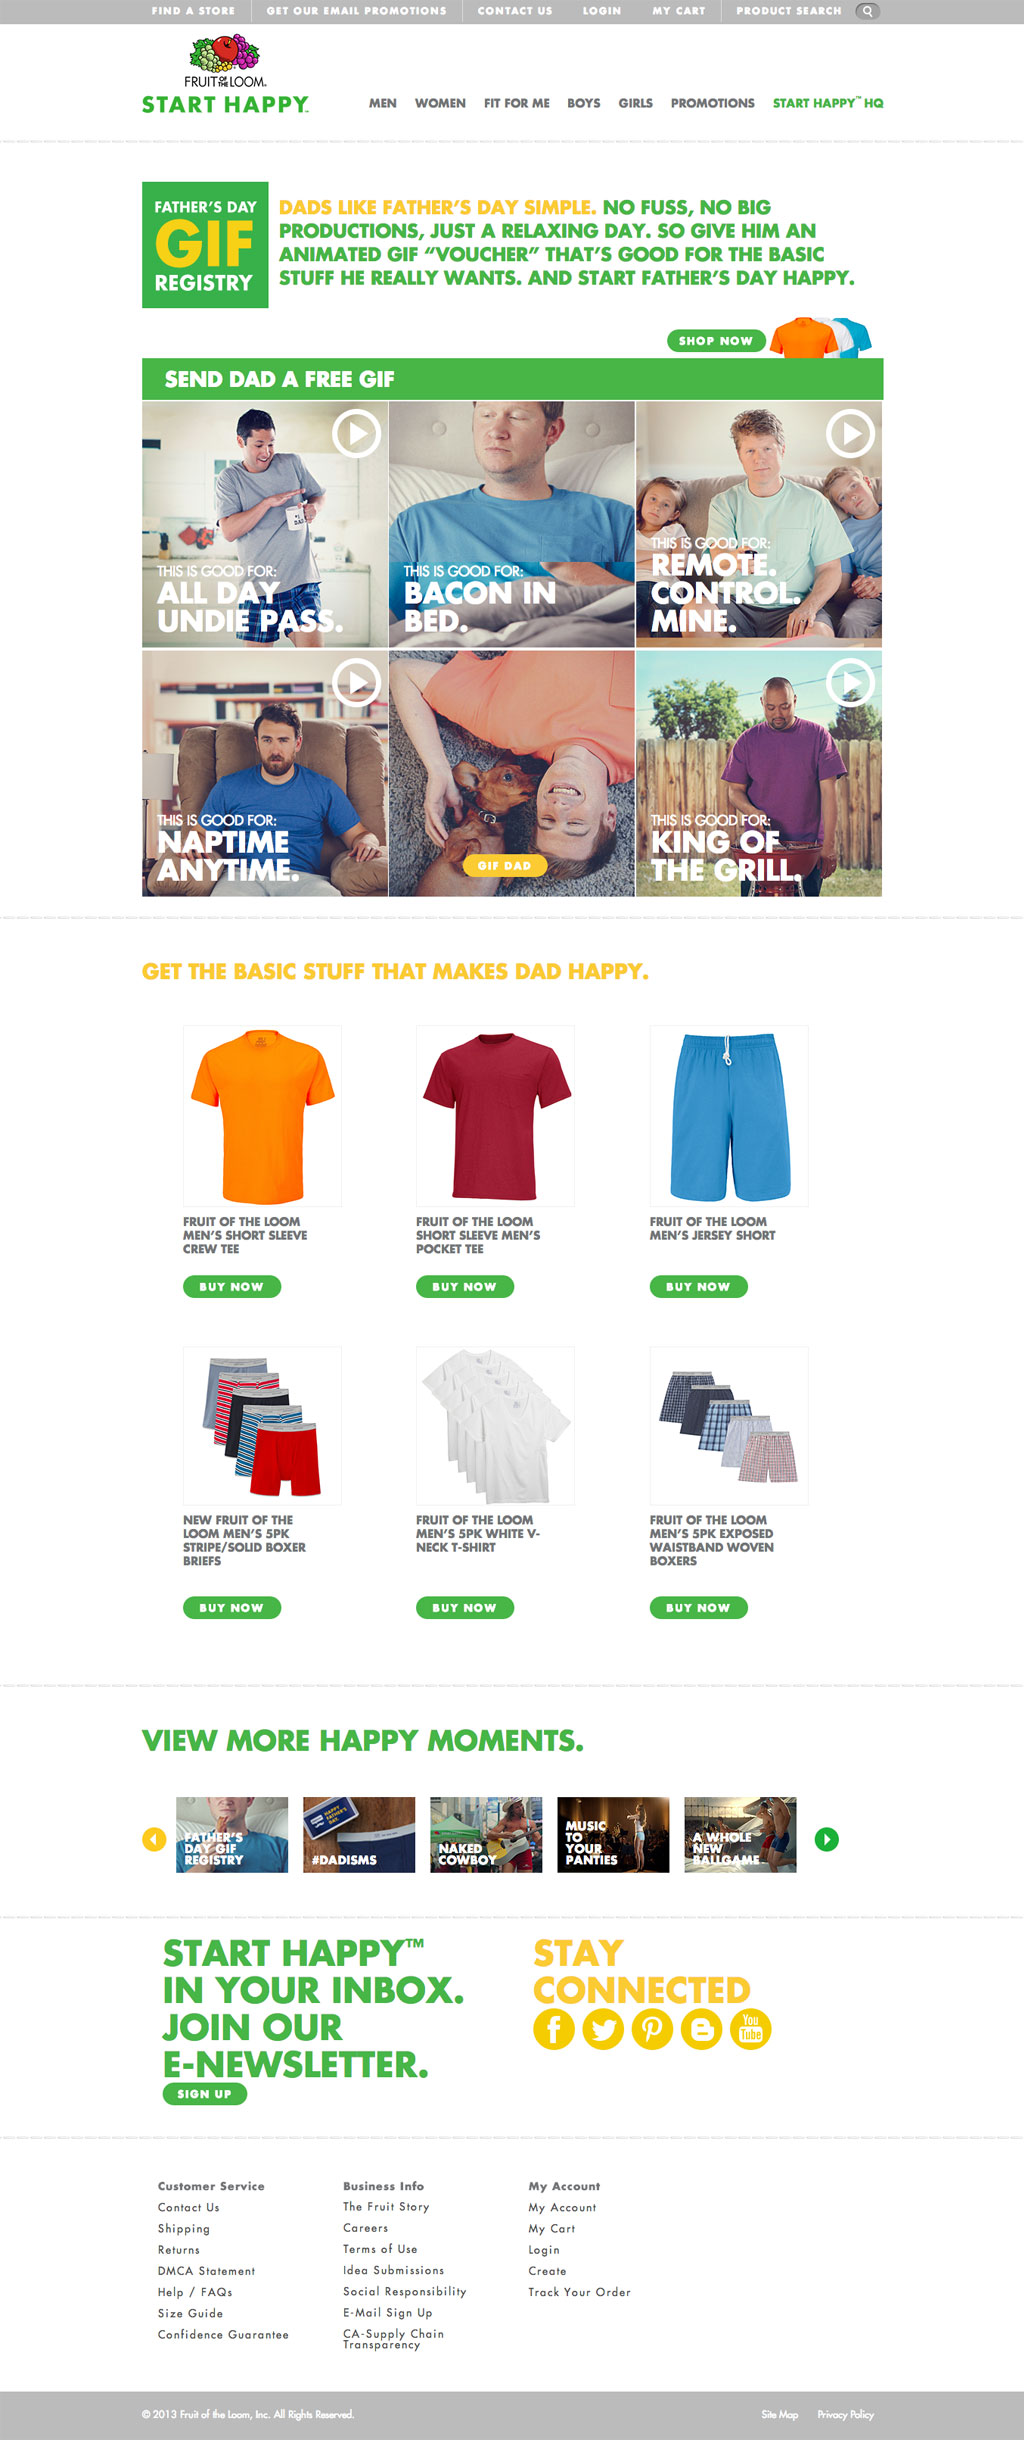 FIND A STORE
GET OUR EMAIL PROMOTIONS
CONTACT US
LOGIN
MY CART
PRODUCT SEARCH
FRUIT OF THE LOOM.
START HAPPY™
MEN
WOMEN
FIT FOR ME
BOYS
GIRLS
PROMOTIONS
START HAPPY™ HQ
FATHER'S DAY
GIF
REGISTRY
DADS LIKE FATHER'S DAY SIMPLE. NO FUSS, NO BIG
PRODUCTIONS, JUST A RELAXING DAY. SO GIVE HIM AN
ANIMATED GIF “VOUCHER” THAT'S GOOD FOR THE BASIC
STUFF HE REALLY WANTS. AND START FATHER'S DAY HAPPY.
SHOP NOW
SEND DAD A FREE GIF
THIS IS GOOD FOR:
ALL DAY
UNDIE PASS.
THIS IS GOOD FOR:
BACON IN
BED.
THIS IS GOOD FOR:
REMOTE.
CONTROL.
MINE.
THIS IS GOOD FOR:
NAPTIME
ANYTIME.
GIF DAD
THIS IS GOOD FOR:
KING OF
THE GRILL.
GET THE BASIC STUFF THAT MAKES DAD HAPPY.
FRUIT OF THE LOOM
MEN'S SHORT SLEEVE
CREW TEE
BUY NOW
FRUIT OF THE LOOM
SHORT SLEEVE MEN'S
POCKET TEE
BUY NOW
FRUIT OF THE LOOM
MEN'S JERSEY SHORT
BUY NOW
NEW FRUIT OF THE
LOOM MEN'S 5PK
STRIPE/SOLID BOXER
BRIEFS
BUY NOW
FRUIT OF THE LOOM
MEN'S 5PK WHITE V-
NECK T-SHIRT
BUY NOW
FRUIT OF THE LOOM
MEN'S 5PK EXPOSED
WAISTBAND WOVEN
BOXERS
BUY NOW
VIEW MORE HAPPY MOMENTS.
FATHER'S
DAY GIF
REGISTRY
HAPPY
FATHER'S
DAY.
#DADISMS
NAKED
COWBOY
MUSIC
TO
YOUR
PANTIES
A WHOLE
NEW
BALLGAME
START HAPPY™
IN YOUR INBOX.
JOIN OUR
E-NEWSLETTER.
SIGN UP
STAY
CONNECTED
You
Tube
Customer Service
Contact Us
Shipping
Returns
DMCA Statement
Help / FAQs
Size Guide
Confidence Guarantee
Business Info
The Fruit Story
Careers
Terms of Use
Idea Submissions
Social Responsibility
E-Mail Sign Up
CA-Supply Chain
Transparency
My Account
My Account
My Cart
Login
Create
Track Your Order
© 2013 Fruit of the Loom, Inc. All Rights Reserved.
Site Map
Privacy Policy